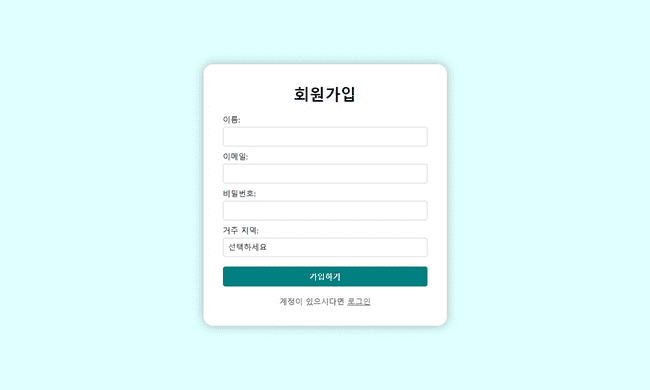 회원가입
이름:
이메일:
비밀번호:
거주 지역:
선택하세요
가입하기
계정이 있으시다면 로그인